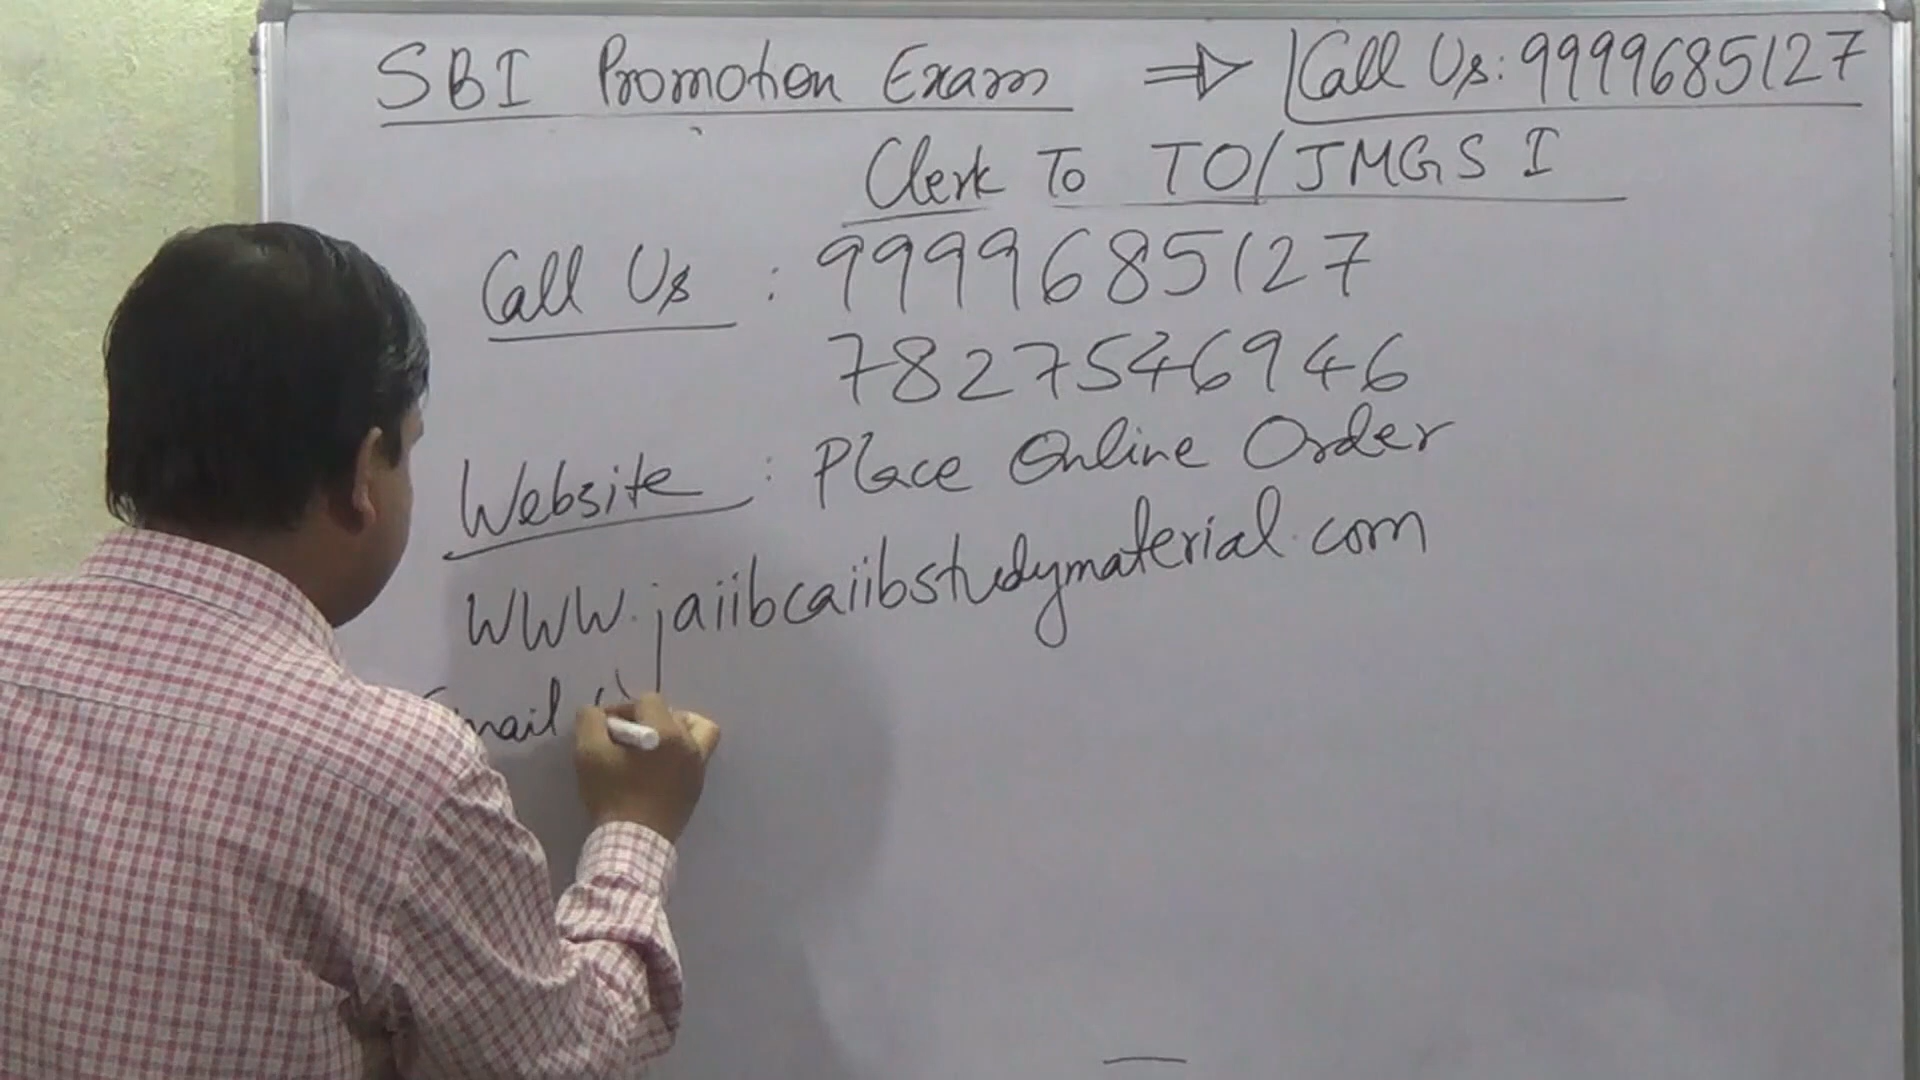 SBI Promotion Exam ⇒ Call Us: 9999685127
Clerk To TO/JMGS I
Call Us : 9999685127
7827546946
Website : Place Online Order
www.jaiibcaiibstudymaterial.com
Email